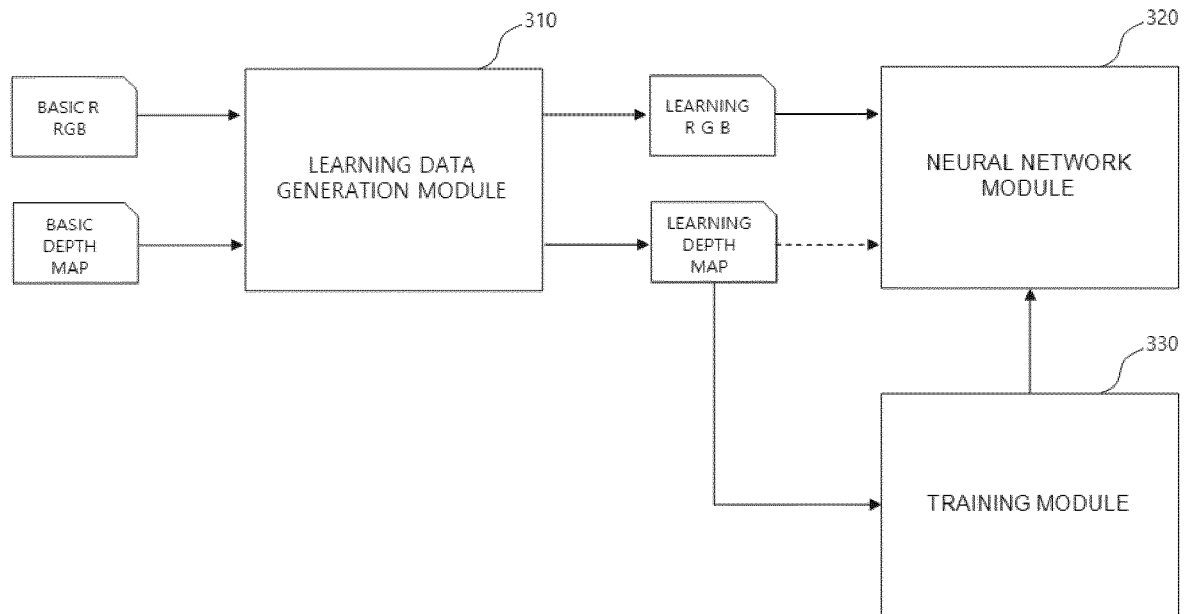 310
320
BASIC R
RGB
LEARNING DATA
GENERATION MODULE
LEARNING
R G B
NEURAL NETWORK
MODULE
BASIC
DEPTH
MAP
LEARNING
DEPTH
MAP
330
TRAINING MODULE